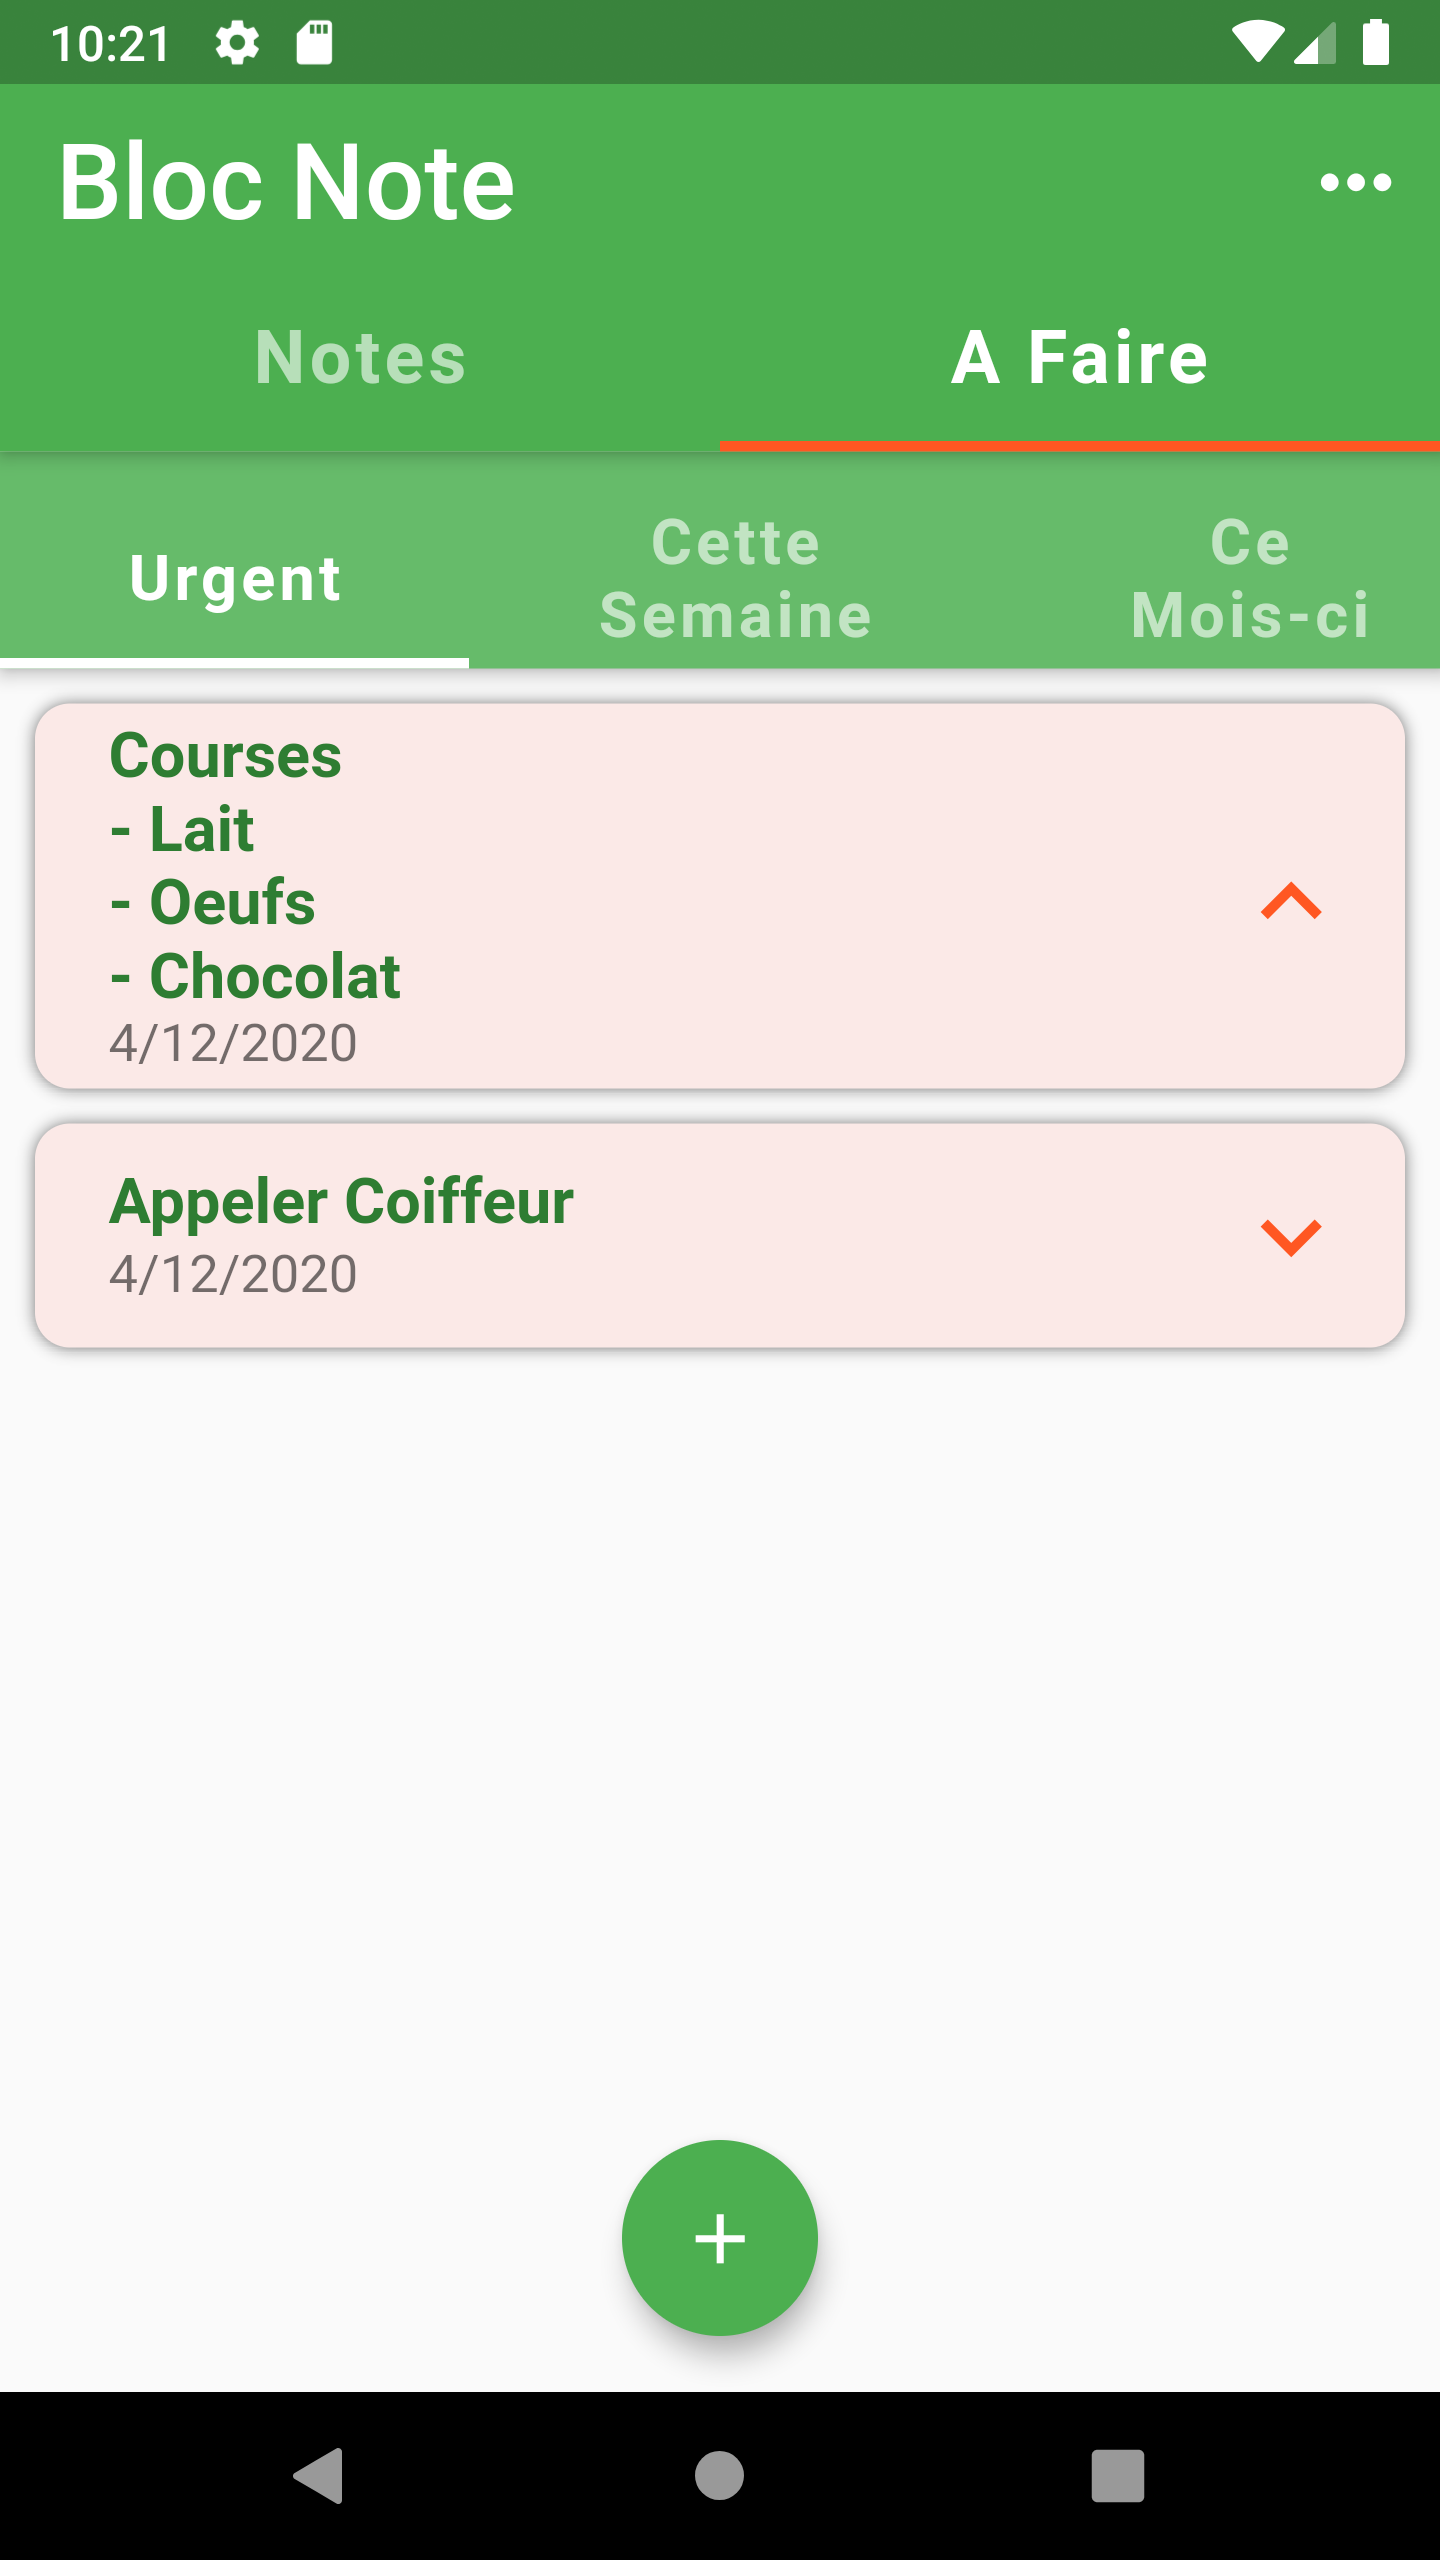 10:21
Bloc Note
Notes
A Faire
Urgent
Cette
Semaine
Ce
Mois-ci
Courses
- Lait
- Oeufs
- Chocolat
4/12/2020
Appeler Coiffeur
4/12/2020